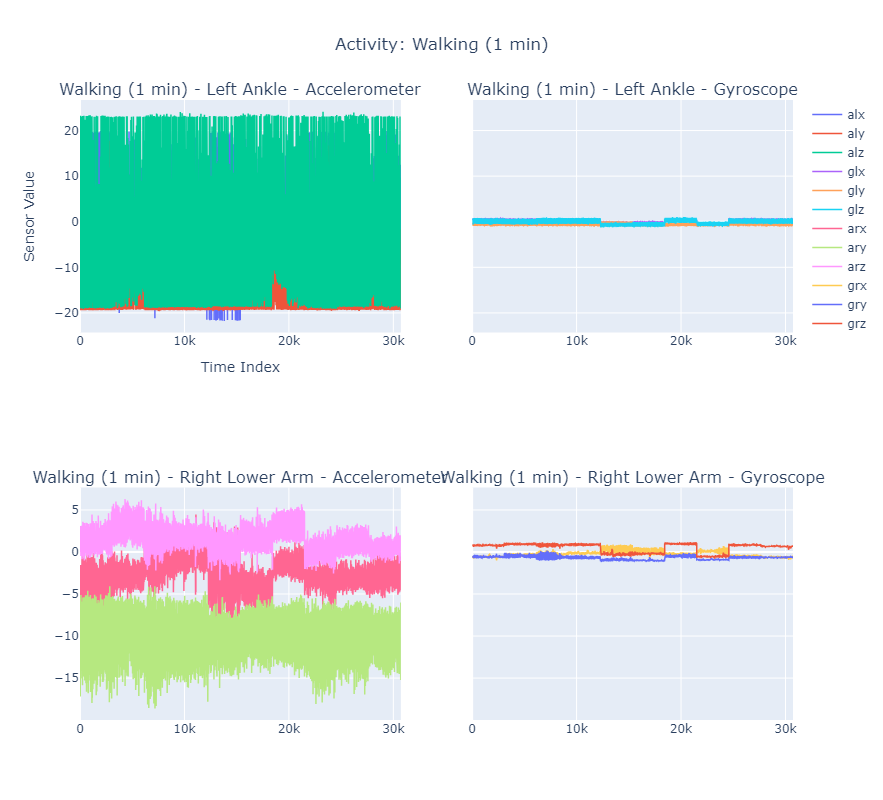 Activity: Walking (1 min)
Walking (1 min) - Left Ankle - Accelerometer
Walking (1 min) - Left Ankle - Gyroscope
20
10
0
−10
−20
Sensor Value
0
10k
20k
30k
Time Index
0
10k
20k
30k
alx
aly
alz
glx
gly
glz
arx
ary
arz
grx
gry
grz
Walking (1 min) - Right Lower Arm - Accelerometer
Walking (1 min) - Right Lower Arm - Gyroscope
5
0
−5
−10
−15
0
10k
20k
30k
0
10k
20k
30k